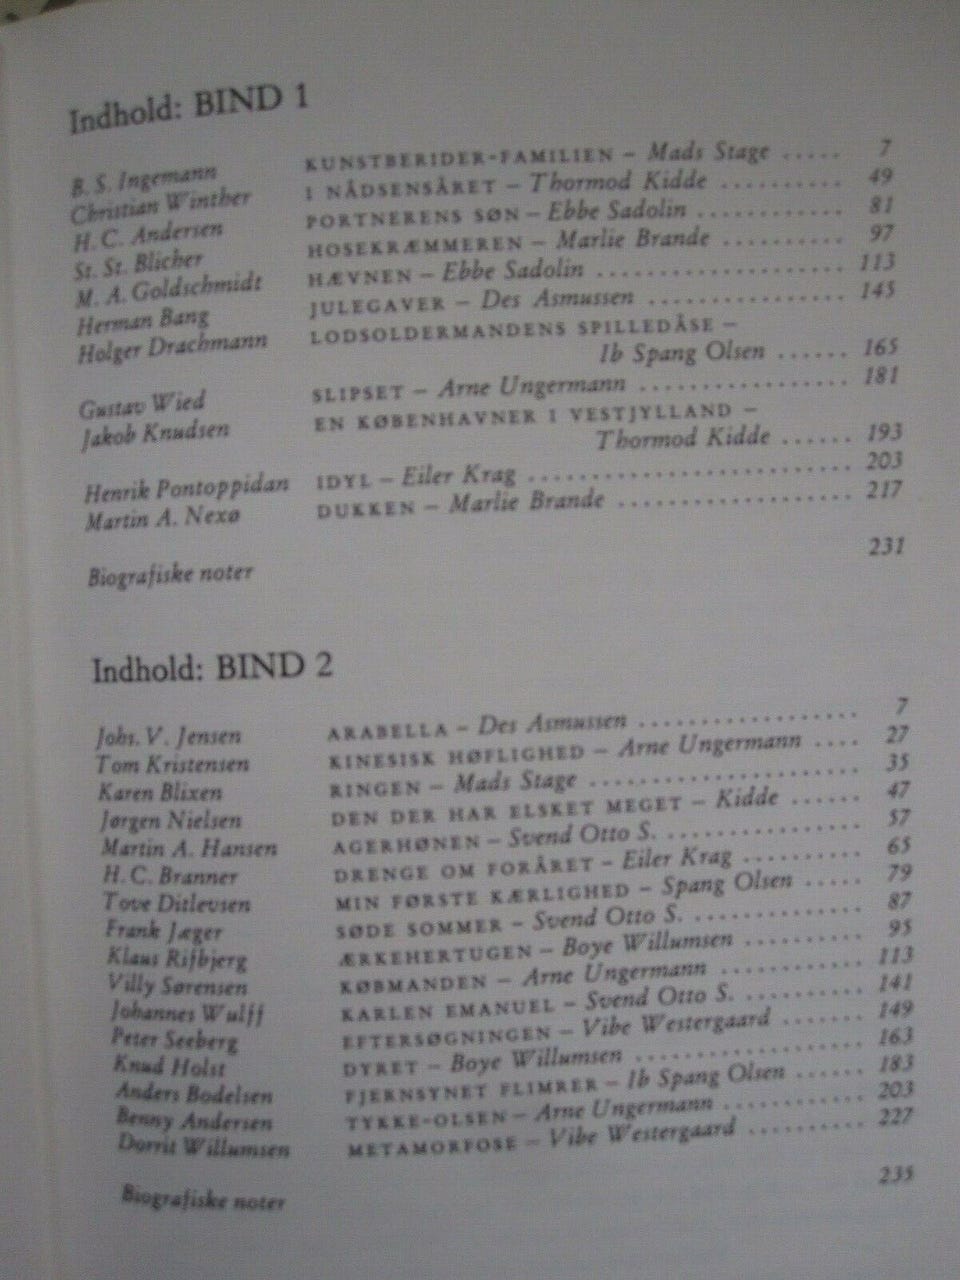 Indhold: BIND 1
B. S. Ingemann KUNSTBERIDER-FAMILIEN – Mads Stage ..... 7
Christian Winther I NÅDSENSÅRET – Thormod Kidde .......... 49
H. C. Andersen PORTNERENS SØN – Ebbe Sadolin ............ 81
St. St. Blicher HOSEKRÆMMEREN – Marlie Brande .......... 97
M. A. Goldschmidt HÆVNEN – Ebbe Sadolin .................... 113
Herman Bang JULEGAVER – Des Asmussen ................ 145
Holger Drachmann LODSOLDERMANDENS SPILLEDÅSE –
Ib Spang Olsen ...... 165
Gustav Wied SLIPSET – Arne Ungermann ................. 181
Jakob Knudsen EN KØBENHAVNER I VESTJYLLAND –
Thormod Kidde ...... 193
Henrik Pontoppidan IDYL – Eiler Krag .......................... 203
Martin A. Nexø DUKKEN – Marlie Brande .................... 217
Biografiske noter 231
Indhold: BIND 2
Johs. V. Jensen ARABELLA – Des Asmussen .................. 7
Tom Kristensen KINESISK HØFLIGHED – Arne Ungermann .... 27
Karen Blixen RINGEN – Mads Stage ...................... 35
Jørgen Nielsen DEN DER HAR ELSKET MEGET – Kidde ...... 47
Martin A. Hansen AGERHØNEN – Svend Otto S. ................ 57
H. C. Branner DRENGE OM FORÅRET – Eiler Krag .......... 65
Tove Ditlevsen MIN FØRSTE KÆRLIGHED – Spang Olsen ..... 79
Frank Jæger SØDE SOMMER – Svend Otto S. .............. 87
Klaus Rifbjerg ÆRKEHERTUGEN – Boye Willumsen .......... 95
Villy Sørensen KØBMANDEN – Arne Ungermann ............ 113
Johannes Wulff KARLEN EMANUEL – Svend Otto S. .......... 141
Peter Seeberg EFTERSØGNINGEN – Vibe Westergaard ....... 149
Knud Holst DYRET – Boye Willumsen .................. 163
Anders Bodelsen FJERNSYNET FLIMRER – Ib Spang Olsen ...... 183
Benny Andersen TYKKE-OLSEN – Arne Ungermann ............ 203
Dorrit Willumsen METAMORFOSE – Vibe Westergaard .......... 227
Biografiske noter 235